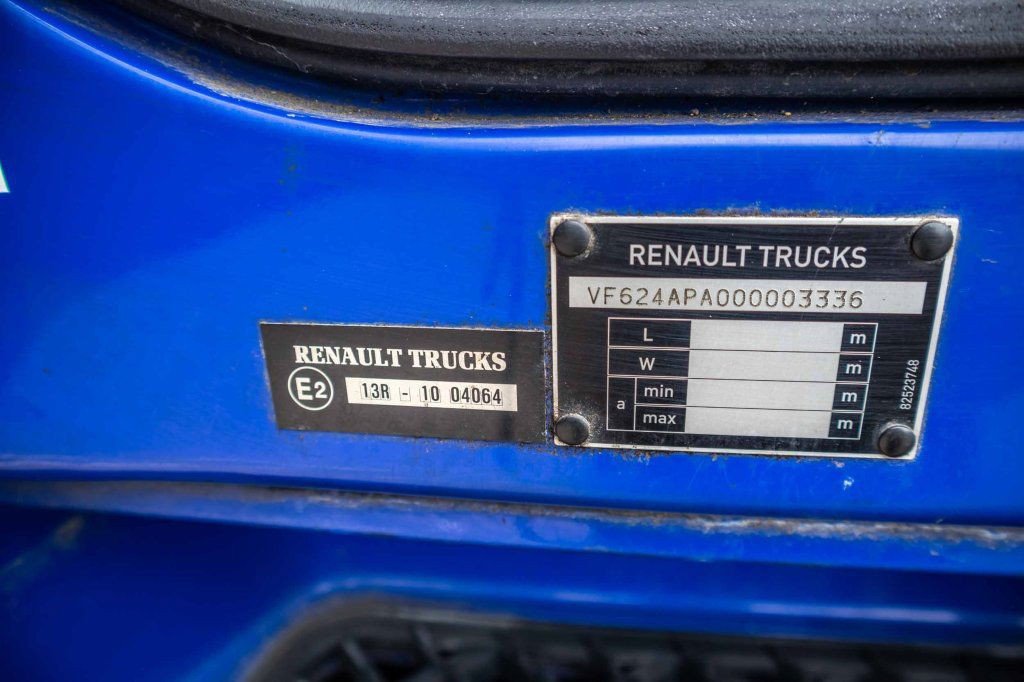 RENAULT TRUCKS
E2
13R - 10 04064
RENAULT TRUCKS
VF624APA000003336
L m
W m
a min m
max m
82523748